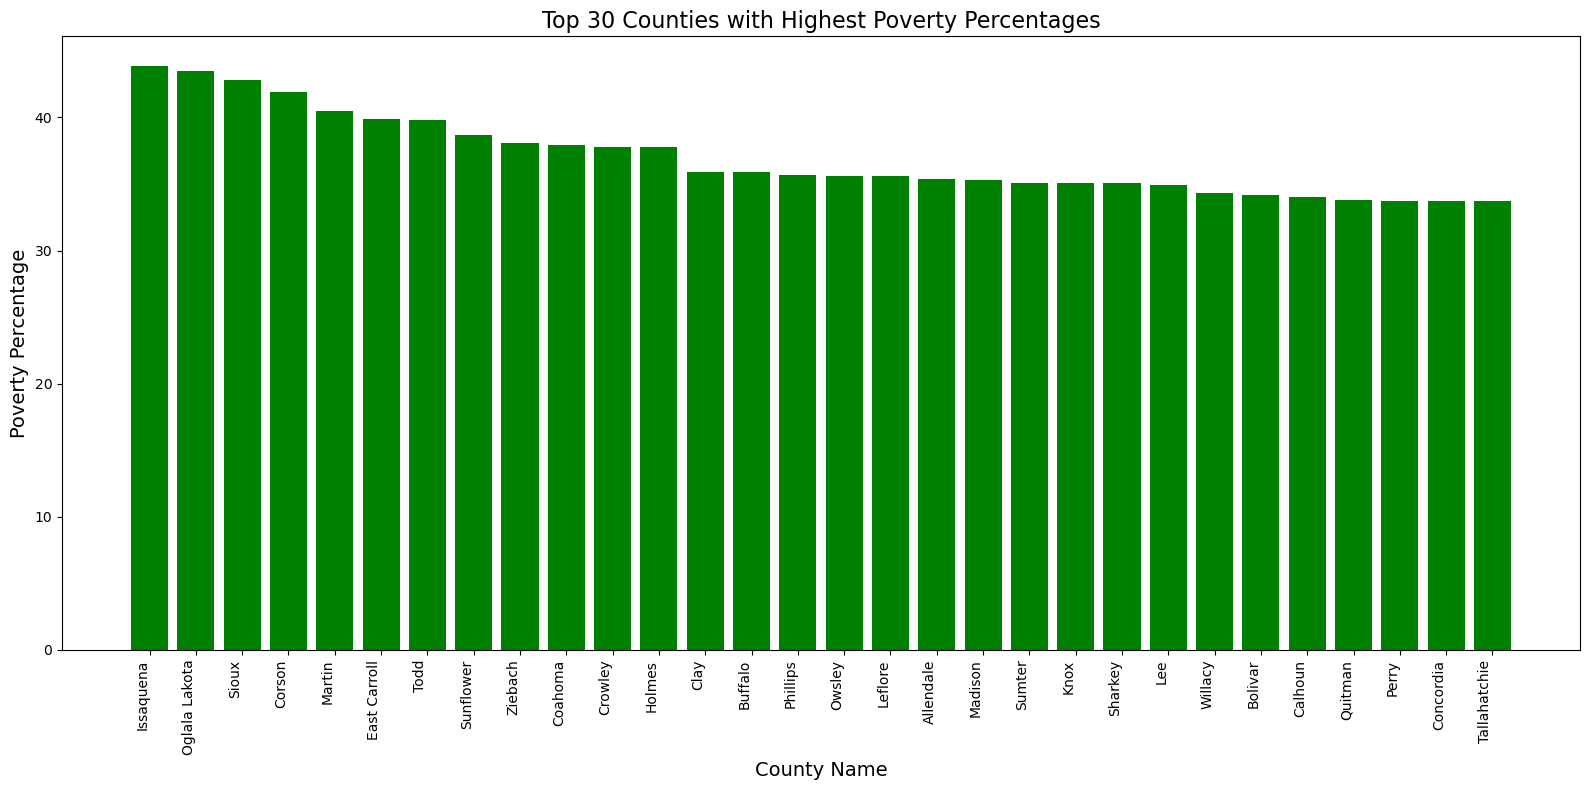 Top 30 Counties with Highest Poverty Percentages
Poverty Percentage
40
30
20
10
0
Issaquena
Oglala Lakota
Sioux
Corson
Martin
East Carroll
Todd
Sunflower
Ziebach
Coahoma
Crowley
Holmes
Clay
Buffalo
Phillips
Owsley
Leflore
Allendale
Madison
Sumter
Knox
Sharkey
Lee
Willacy
Bolivar
Calhoun
Quitman
Perry
Concordia
Tallahatchie
County Name